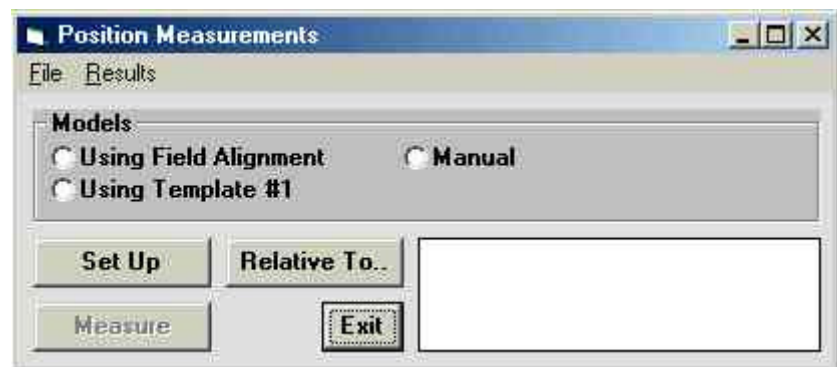 Position Measurements
File Results
Models
Using Field Alignment Manual
Using Template #1
Set Up Relative To..
Measure Exit